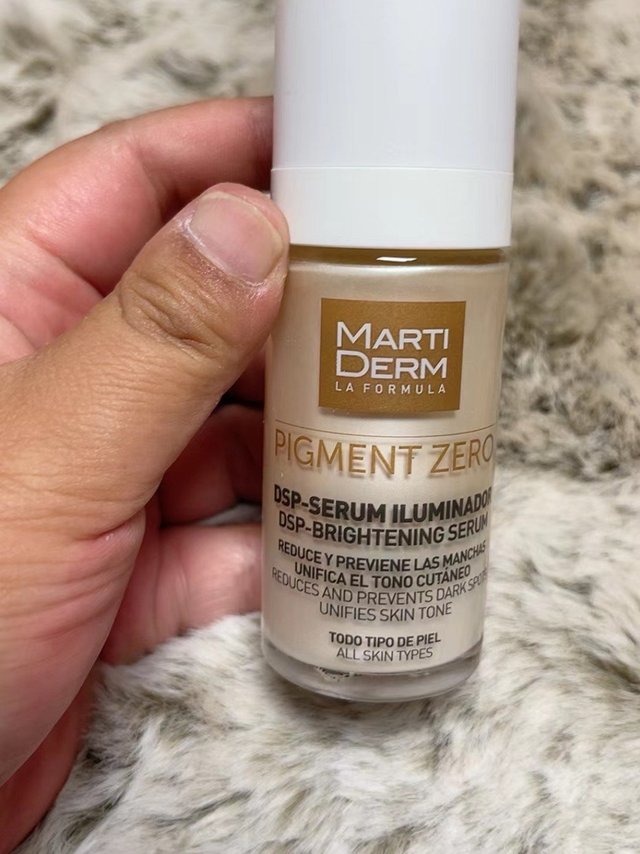 MARTI
DERM
LA FORMULA
PIGMENT ZERO
DSP-SERUM ILUMINADOR
DSP-BRIGHTENING SERUM
REDUCE Y PREVIENE LAS MANCHAS
UNIFICA EL TONO CUTÁNEO
REDUCES AND PREVENTS DARK SPOTS
UNIFIES SKIN TONE
TODO TIPO DE PIEL
ALL SKIN TYPES